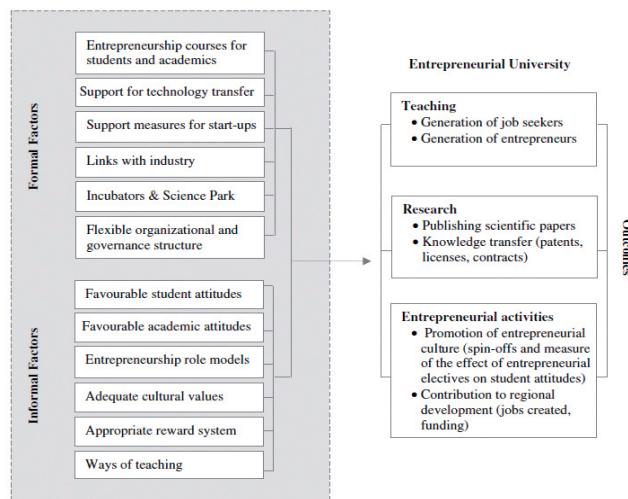 Formal Factors
Entrepreneurship courses for
students and academics
Support for technology transfer
Support measures for start-ups
Links with industry
Incubators & Science Park
Flexible organizational and
governance structure
Informal Factors
Favourable student attitudes
Favourable academic attitudes
Entrepreneurship role models
Adequate cultural values
Appropriate reward system
Ways of teaching
Entrepreneurial University
Teaching
• Generation of job seekers
• Generation of entrepreneurs
Research
• Publishing scientific papers
• Knowledge transfer (patents,
licenses, contracts)
Entrepreneurial activities
• Promotion of entrepreneurial
culture (spin-offs and measure
of the effect of entrepreneurial
electives on student attitudes)
• Contribution to regional
development (jobs created,
funding)
Outcomes